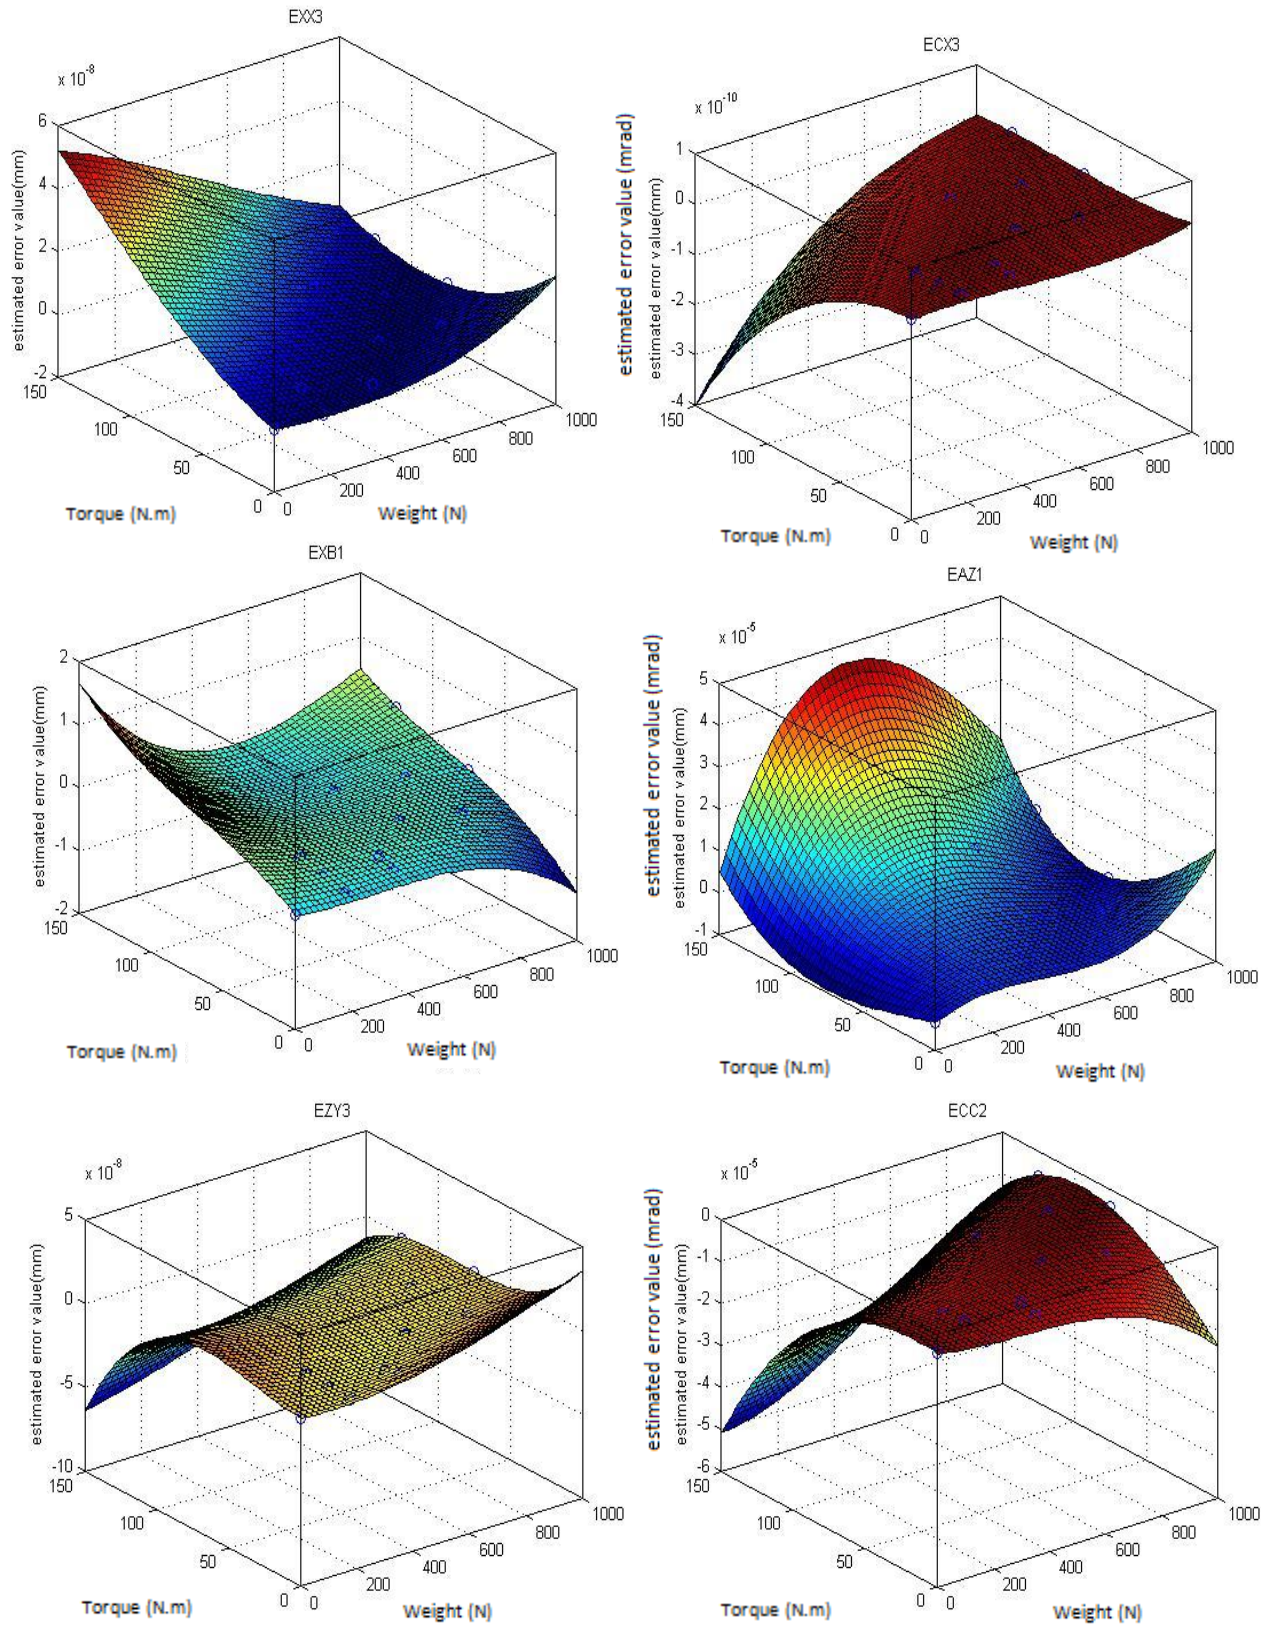 EXX3
x 10-8
6
4
2
0
-2
estimated error value(mm)
150
100
50
0
0
200
400
600
800
1000
Torque (N.m)
Weight (N)
ECX3
x 10-10
1
0
-1
-2
-3
-4
estimated error value (mrad)
estimated error value(mm)
150
100
50
0
0
200
400
600
800
1000
Torque (N.m)
Weight (N)
EXB1
2
1
0
-1
-2
estimated error value(mm)
150
100
50
0
0
200
400
600
800
1000
Torque (N.m)
Weight (N)
EAZ1
x 10-5
5
4
3
2
1
0
-1
estimated error value (mrad)
estimated error value(mm)
150
100
50
0
0
200
400
600
800
1000
Torque (N.m)
Weight (N)
EZY3
x 10-8
5
0
-5
-10
estimated error value(mm)
150
100
50
0
0
200
400
600
800
1000
Torque (N.m)
Weight (N)
ECC2
x 10-5
0
-1
-2
-3
-4
-5
-6
estimated error value (mrad)
estimated error value(mm)
150
100
50
0
0
200
400
600
800
1000
Torque (N.m)
Weight (N)